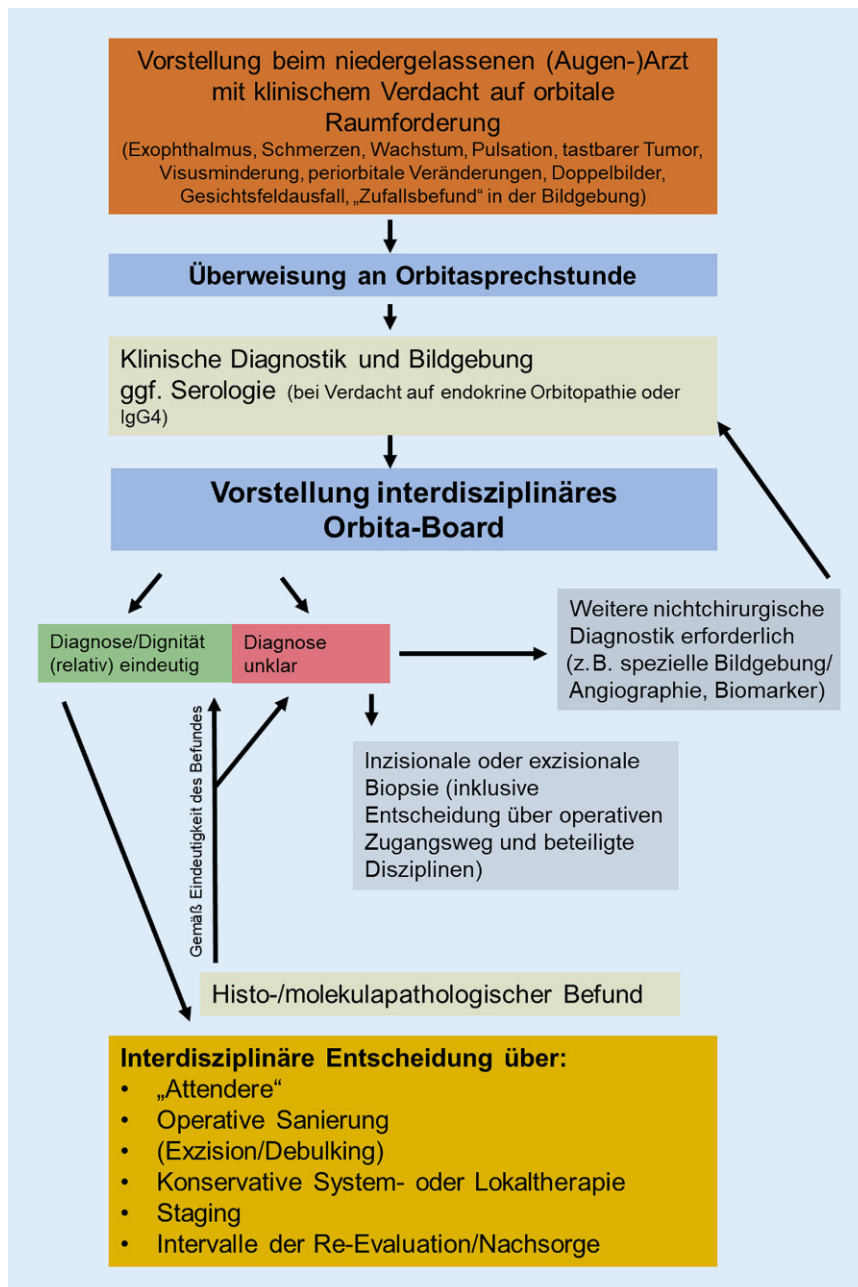 Vorstellung beim niedergelassenen (Augen-)Arzt
mit klinischem Verdacht auf orbitale
Raumforderung
(Exophthalmus, Schmerzen, Wachstum, Pulsation, tastbarer Tumor,
Visusminderung, periorbitale Veränderungen, Doppelbilder,
Gesichtsfeldausfall, „Zufallsbefund“ in der Bildgebung)
Überweisung an Orbitasprechstunde
Klinische Diagnostik und Bildgebung
ggf. Serologie (bei Verdacht auf endokrine Orbitopathie oder
IgG4)
Vorstellung interdisziplinäres
Orbita-Board
Diagnose/Dignität
(relativ) eindeutig
Diagnose
unklar
Weitere nichtchirurgische
Diagnostik erforderlich
(z.B. spezielle Bildgebung/
Angiographie, Biomarker)
Inzisionale oder exzisionale
Biopsie (inklusive
Entscheidung über operativen
Zugangsweg und beteiligte
Disziplinen)
Gemäß Eindeutigkeit des Befundes
Histo-/molekulapathologischer Befund
Interdisziplinäre Entscheidung über:
• „Attendere“
• Operative Sanierung
• (Exzision/Debulking)
• Konservative System- oder Lokaltherapie
• Staging
• Intervalle der Re-Evaluation/Nachsorge